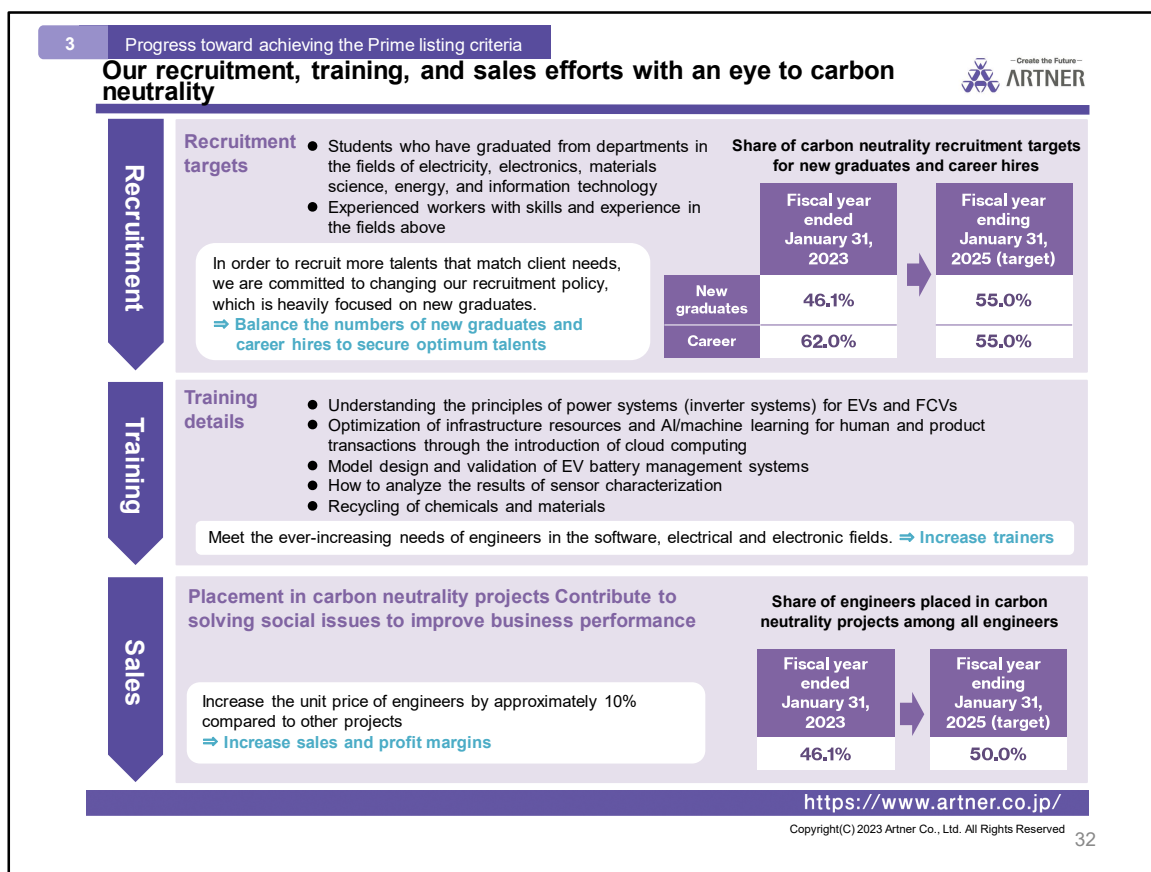 3
Progress toward achieving the Prime listing criteria
Our recruitment, training, and sales efforts with an eye to carbon
neutrality
–Create the Future–
ARTNER
Recruitment
Recruitment
targets
● Students who have graduated from departments in
the fields of electricity, electronics, materials
science, energy, and information technology
● Experienced workers with skills and experience in
the fields above
In order to recruit more talents that match client needs,
we are committed to changing our recruitment policy,
which is heavily focused on new graduates.
⇒ Balance the numbers of new graduates and
career hires to secure optimum talents
Share of carbon neutrality recruitment targets
for new graduates and career hires
Fiscal year
ended
January 31,
2023
Fiscal year
ending
January 31,
2025 (target)
New
graduates
46.1%
55.0%
Career
62.0%
55.0%
Training
Training
details
● Understanding the principles of power systems (inverter systems) for EVs and FCVs
● Optimization of infrastructure resources and AI/machine learning for human and product
transactions through the introduction of cloud computing
● Model design and validation of EV battery management systems
● How to analyze the results of sensor characterization
● Recycling of chemicals and materials
Meet the ever-increasing needs of engineers in the software, electrical and electronic fields. ⇒ Increase trainers
Sales
Placement in carbon neutrality projects Contribute to
solving social issues to improve business performance
Increase the unit price of engineers by approximately 10%
compared to other projects
⇒ Increase sales and profit margins
Share of engineers placed in carbon
neutrality projects among all engineers
Fiscal year
ended
January 31,
2023
Fiscal year
ending
January 31,
2025 (target)
46.1%
50.0%
https://www.artner.co.jp/
Copyright(C) 2023 Artner Co., Ltd. All Rights Reserved
32